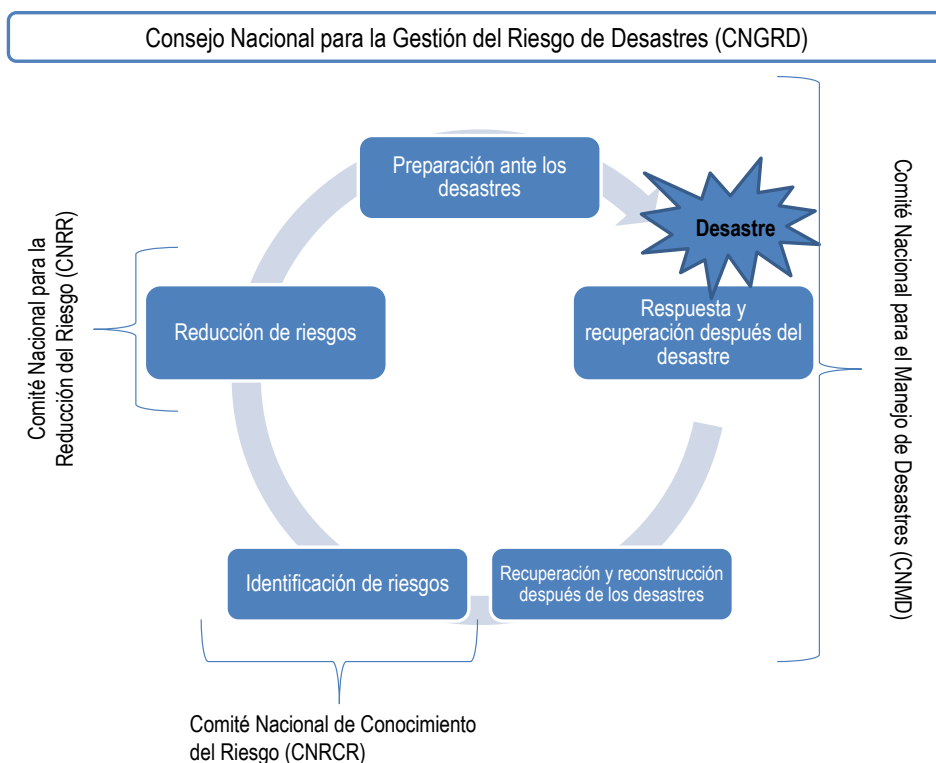 Consejo Nacional para la Gestión del Riesgo de Desastres (CNGRD)
Preparación ante los
desastres
Desastre
Respuesta y
recuperación después del
desastre
Recuperación y reconstrucción
después de los desastres
Identificación de riesgos
Reducción de riesgos
Comité Nacional para la
Reducción del Riesgo (CNRR)
Comité Nacional para el Manejo de Desastres (CNMD)
Comité Nacional de Conocimiento
del Riesgo (CNRCR)